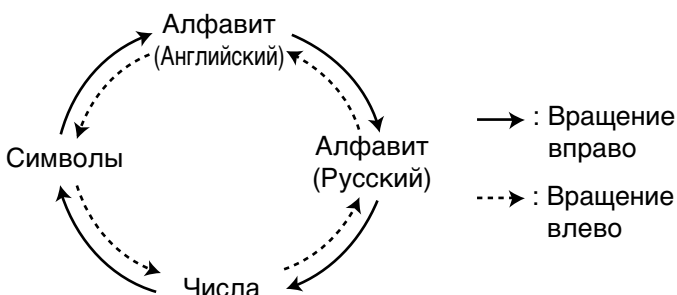 Алфавит
(Английский)
Символы
Алфавит
(Русский)
Числа
: Вращение
вправо
: Вращение
влево